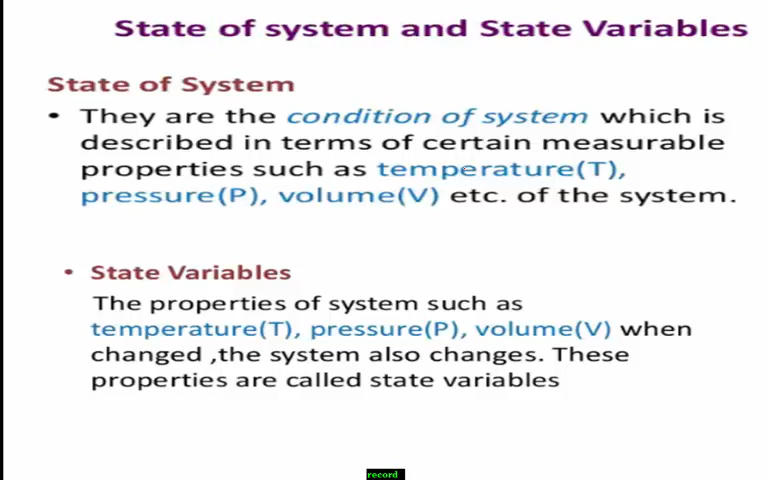 State of system and State Variables
State of System
• They are the condition of system which is
described in terms of certain measurable
properties such as temperature(T),
pressure(P), volume(V) etc. of the system.
• State Variables
The properties of system such as
temperature(T), pressure(P), volume(V) when
changed ,the system also changes. These
properties are called state variables
record